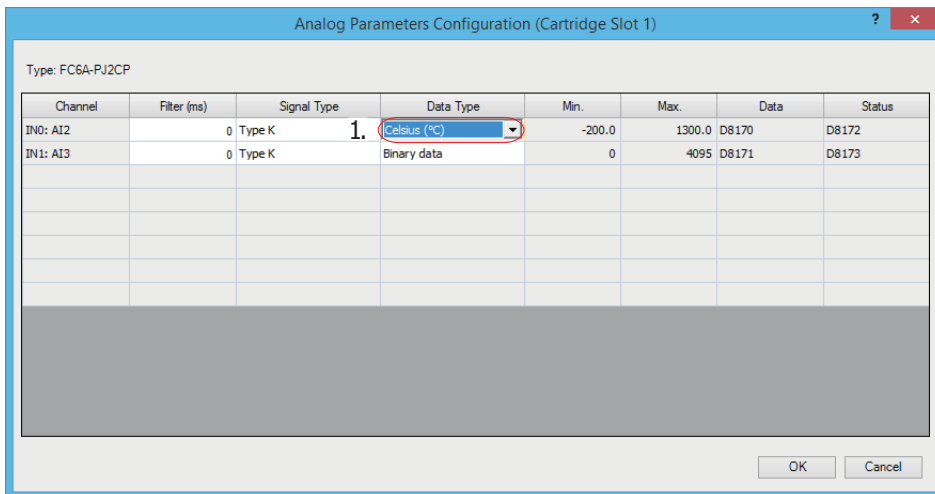 Analog Parameters Configuration (Cartridge Slot 1)
? ×
Type: FC6A-PJ2CP
Channel Filter (ms) Signal Type Data Type Min. Max. Data Status
IN0: AI2 0 Type K 1. Celsius (°C) -200.0 1300.0 D8170 D8172
IN1: AI3 0 Type K Binary data 0 4095 D8171 D8173
OK Cancel